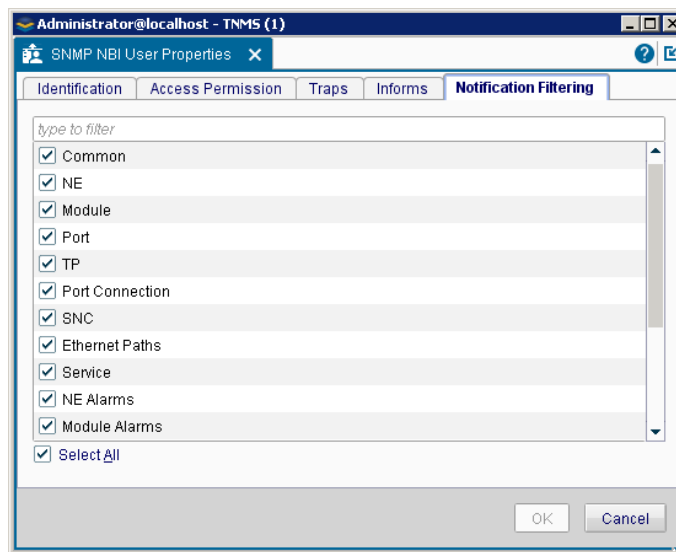 Administrator@localhost - TNMS (1)
SNMP NBI User Properties
Identification Access Permission Traps Informs Notification Filtering
type to filter
Common
NE
Module
Port
TP
Port Connection
SNC
Ethernet Paths
Service
NE Alarms
Module Alarms
Select All
OK Cancel